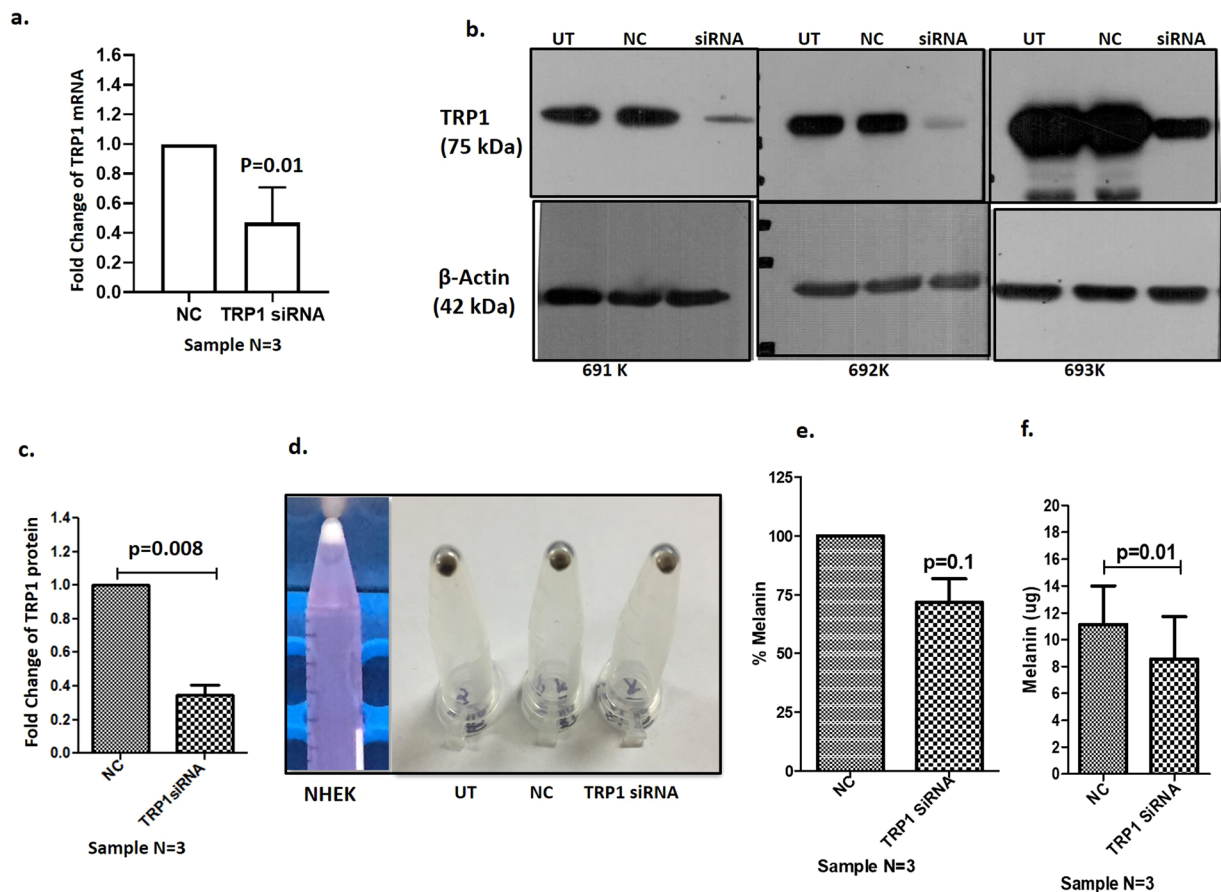 a.
Fold Change of TRP1 mRNA
1.6
1.4
1.2
1.0
0.8
0.6
0.4
0.2
0.0
P=0.01
NC TRP1 siRNA
Sample N=3
b.
UT NC siRNA UT NC siRNA UT NC siRNA
TRP1
(75 kDa)
β-Actin
(42 kDa)
691 K 692K 693K
c.
Fold Change of TRP1 protein
1.4
1.2
1.0
0.8
0.6
0.4
0.2
0.0
p=0.008
NC TRP1siRNA
Sample N=3
d.
NHEK UT NC TRP1 siRNA
e.
% Melanin
125
100
75
50
25
0
p=0.1
NC TRP1 SiRNA
Sample N=3
f.
Melanin (ug)
20
18
16
14
12
10
8
6
4
2
0
p=0.01
NC TRP1 SiRNA
Sample N=3